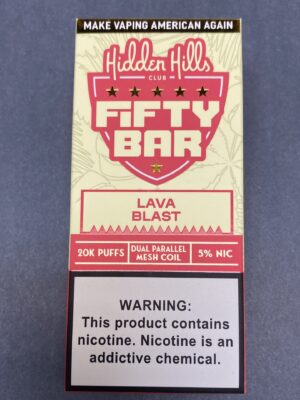 MAKE VAPING AMERICAN AGAIN
Hidden Hills
CLUB
FiFTY
BAR
LAVA
BLAST
20K PUFFS
DUAL PARALLEL
MESH COIL
5% NIC
WARNING:
This product contains
nicotine. Nicotine is an
addictive chemical.